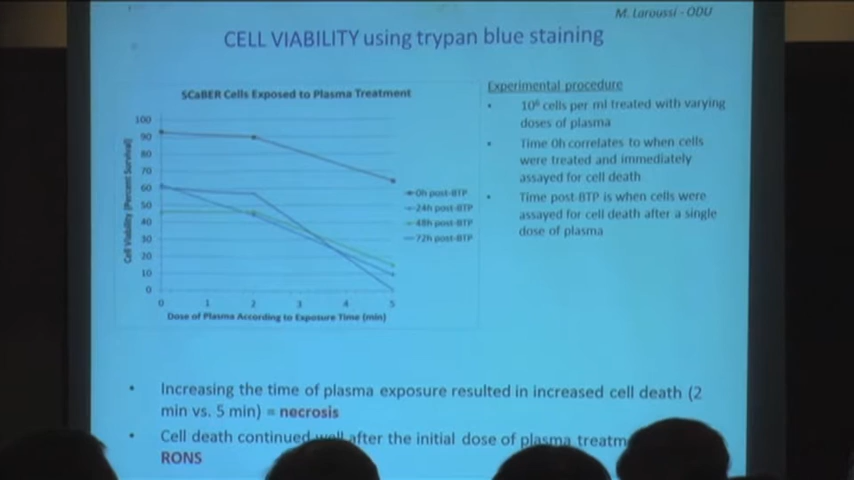 M. Laroussi - ODU
CELL VIABILITY using trypan blue staining
SCaBER Cells Exposed to Plasma Treatment
100
90
80
70
60
50
40
30
20
10
0
Cell Viability (Percent Survival)
0 1 2 3 4 5
Dose of Plasma According to Exposure Time (min)
0h post-BTP
24h post-BTP
48h post-BTP
72h post-BTP
Experimental procedure
• 10⁶ cells per ml treated with varying
doses of plasma
• Time 0h correlates to when cells
were treated and immediately
assayed for cell death
• Time post-BTP is when cells were
assayed for cell death after a single
dose of plasma
• Increasing the time of plasma exposure resulted in increased cell death (2
min vs. 5 min) = necrosis
• Cell death continued well after the initial dose of plasma
RONS